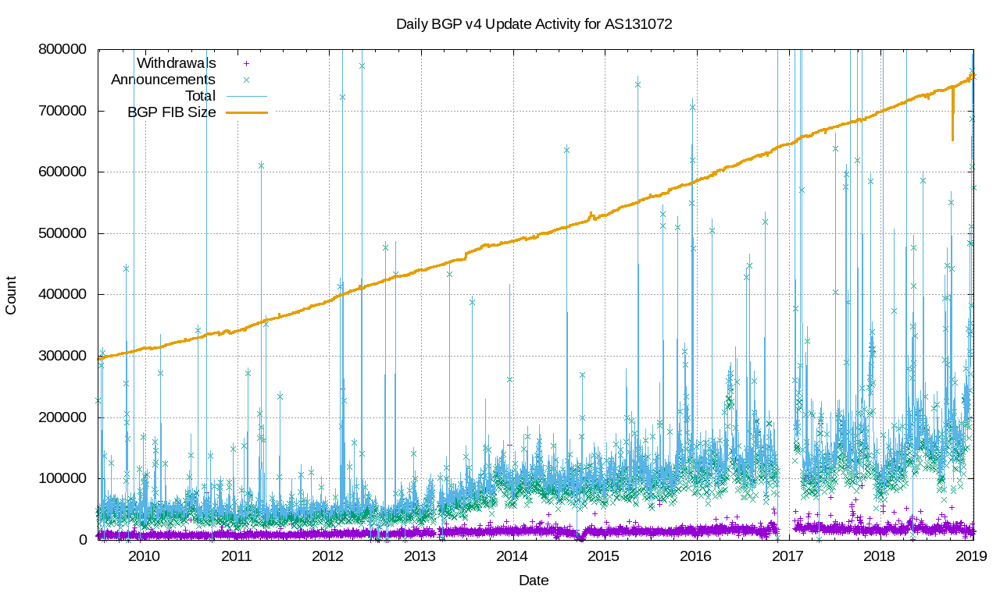 Daily BGP v4 Update Activity for AS131072
800000
700000
600000
500000
400000
300000
200000
100000
0
Count
Withdrawals
Announcements
Total
BGP FIB Size
2010 2011 2012 2013 2014 2015 2016 2017 2018 2019
Date